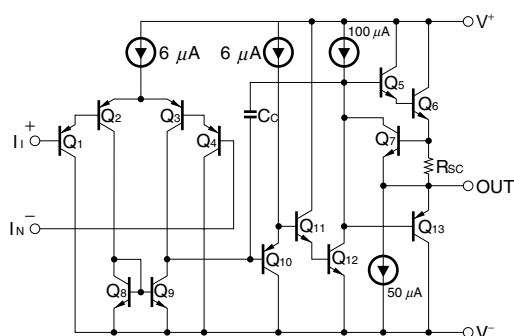 V+
6 μA
6 μA
100 μA
Q5
Q6
Q2
Q3
CC
II +
Q1
Q4
Q7
RSC
OUT
IN −
Q11
Q13
Q10
Q12
Q8
Q9
50 μA
V−